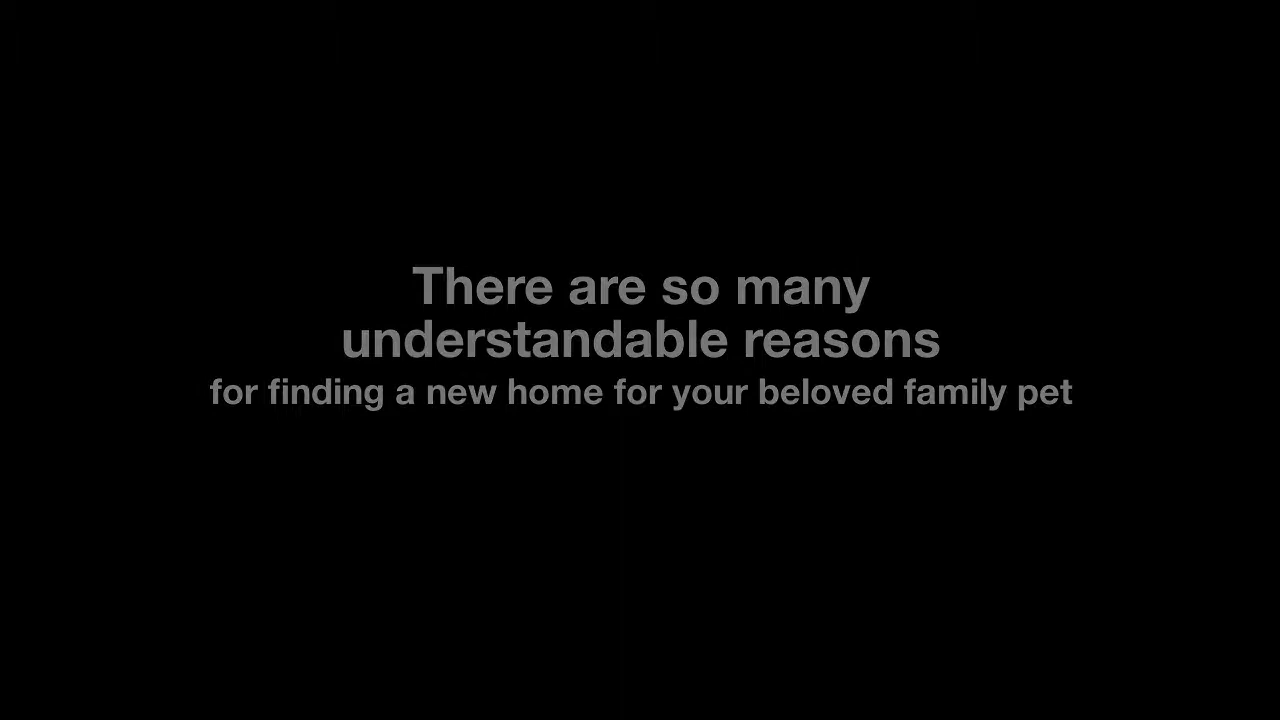 There are so many
understandable reasons
for finding a new home for your beloved family pet